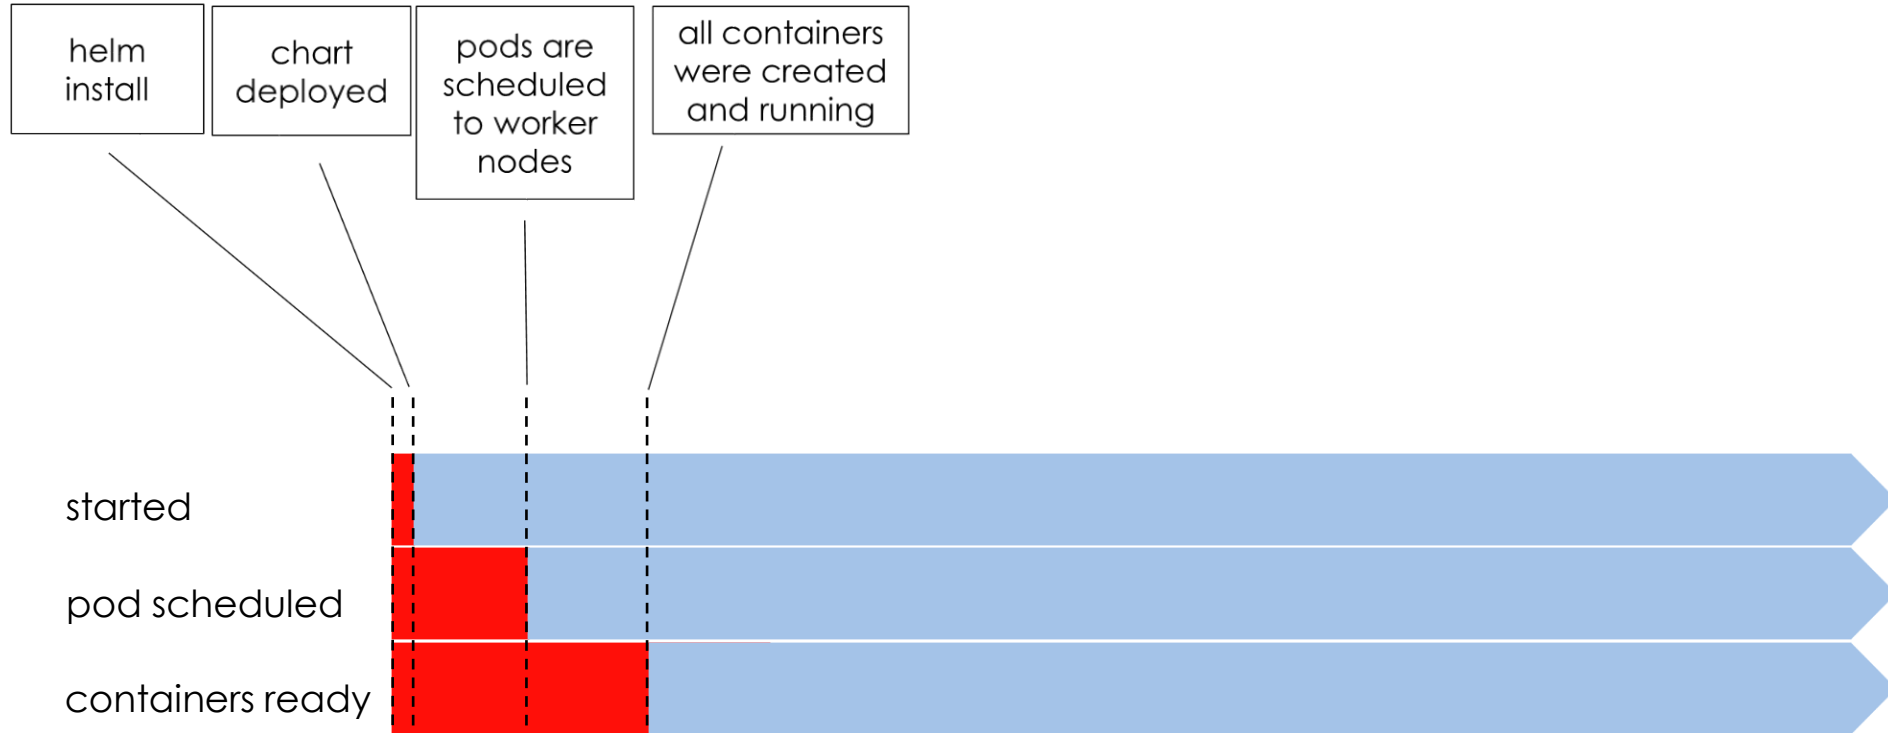 helm
install
chart
deployed
pods are
scheduled
to worker
nodes
all containers
were created
and running
started
pod scheduled
containers ready